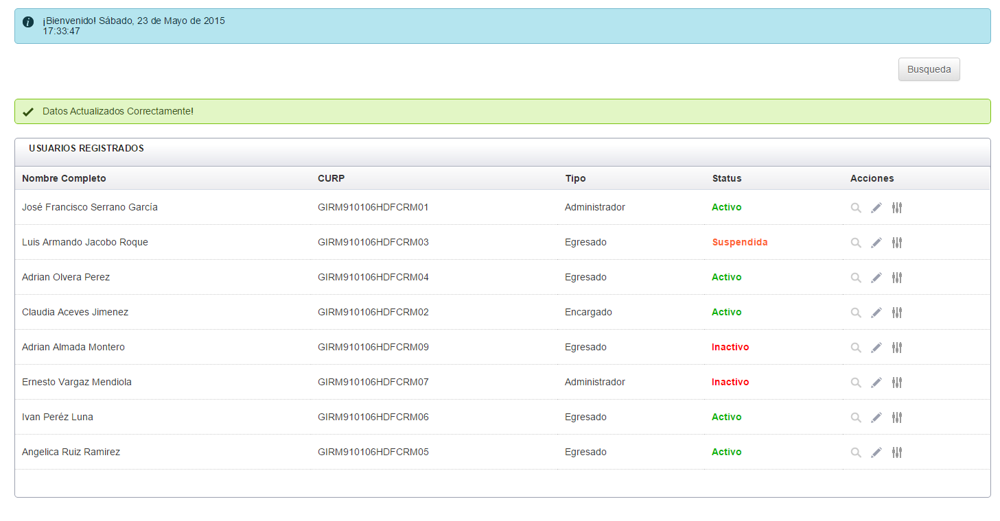 ¡Bienvenido! Sábado, 23 de Mayo de 2015
17:33:47
Busqueda
Datos Actualizados Correctamente!
USUARIOS REGISTRADOS
Nombre Completo CURP Tipo Status Acciones
José Francisco Serrano García GIRM910106HDFCRM01 Administrador Activo
Luis Armando Jacobo Roque GIRM910106HDFCRM03 Egresado Suspendida
Adrian Olvera Perez GIRM910106HDFCRM04 Egresado Activo
Claudia Aceves Jimenez GIRM910106HDFCRM02 Encargado Activo
Adrian Almada Montero GIRM910106HDFCRM09 Egresado Inactivo
Ernesto Vargaz Mendiola GIRM910106HDFCRM07 Administrador Inactivo
Ivan Peréz Luna GIRM910106HDFCRM06 Egresado Activo
Angelica Ruiz Ramirez GIRM910106HDFCRM05 Egresado Activo